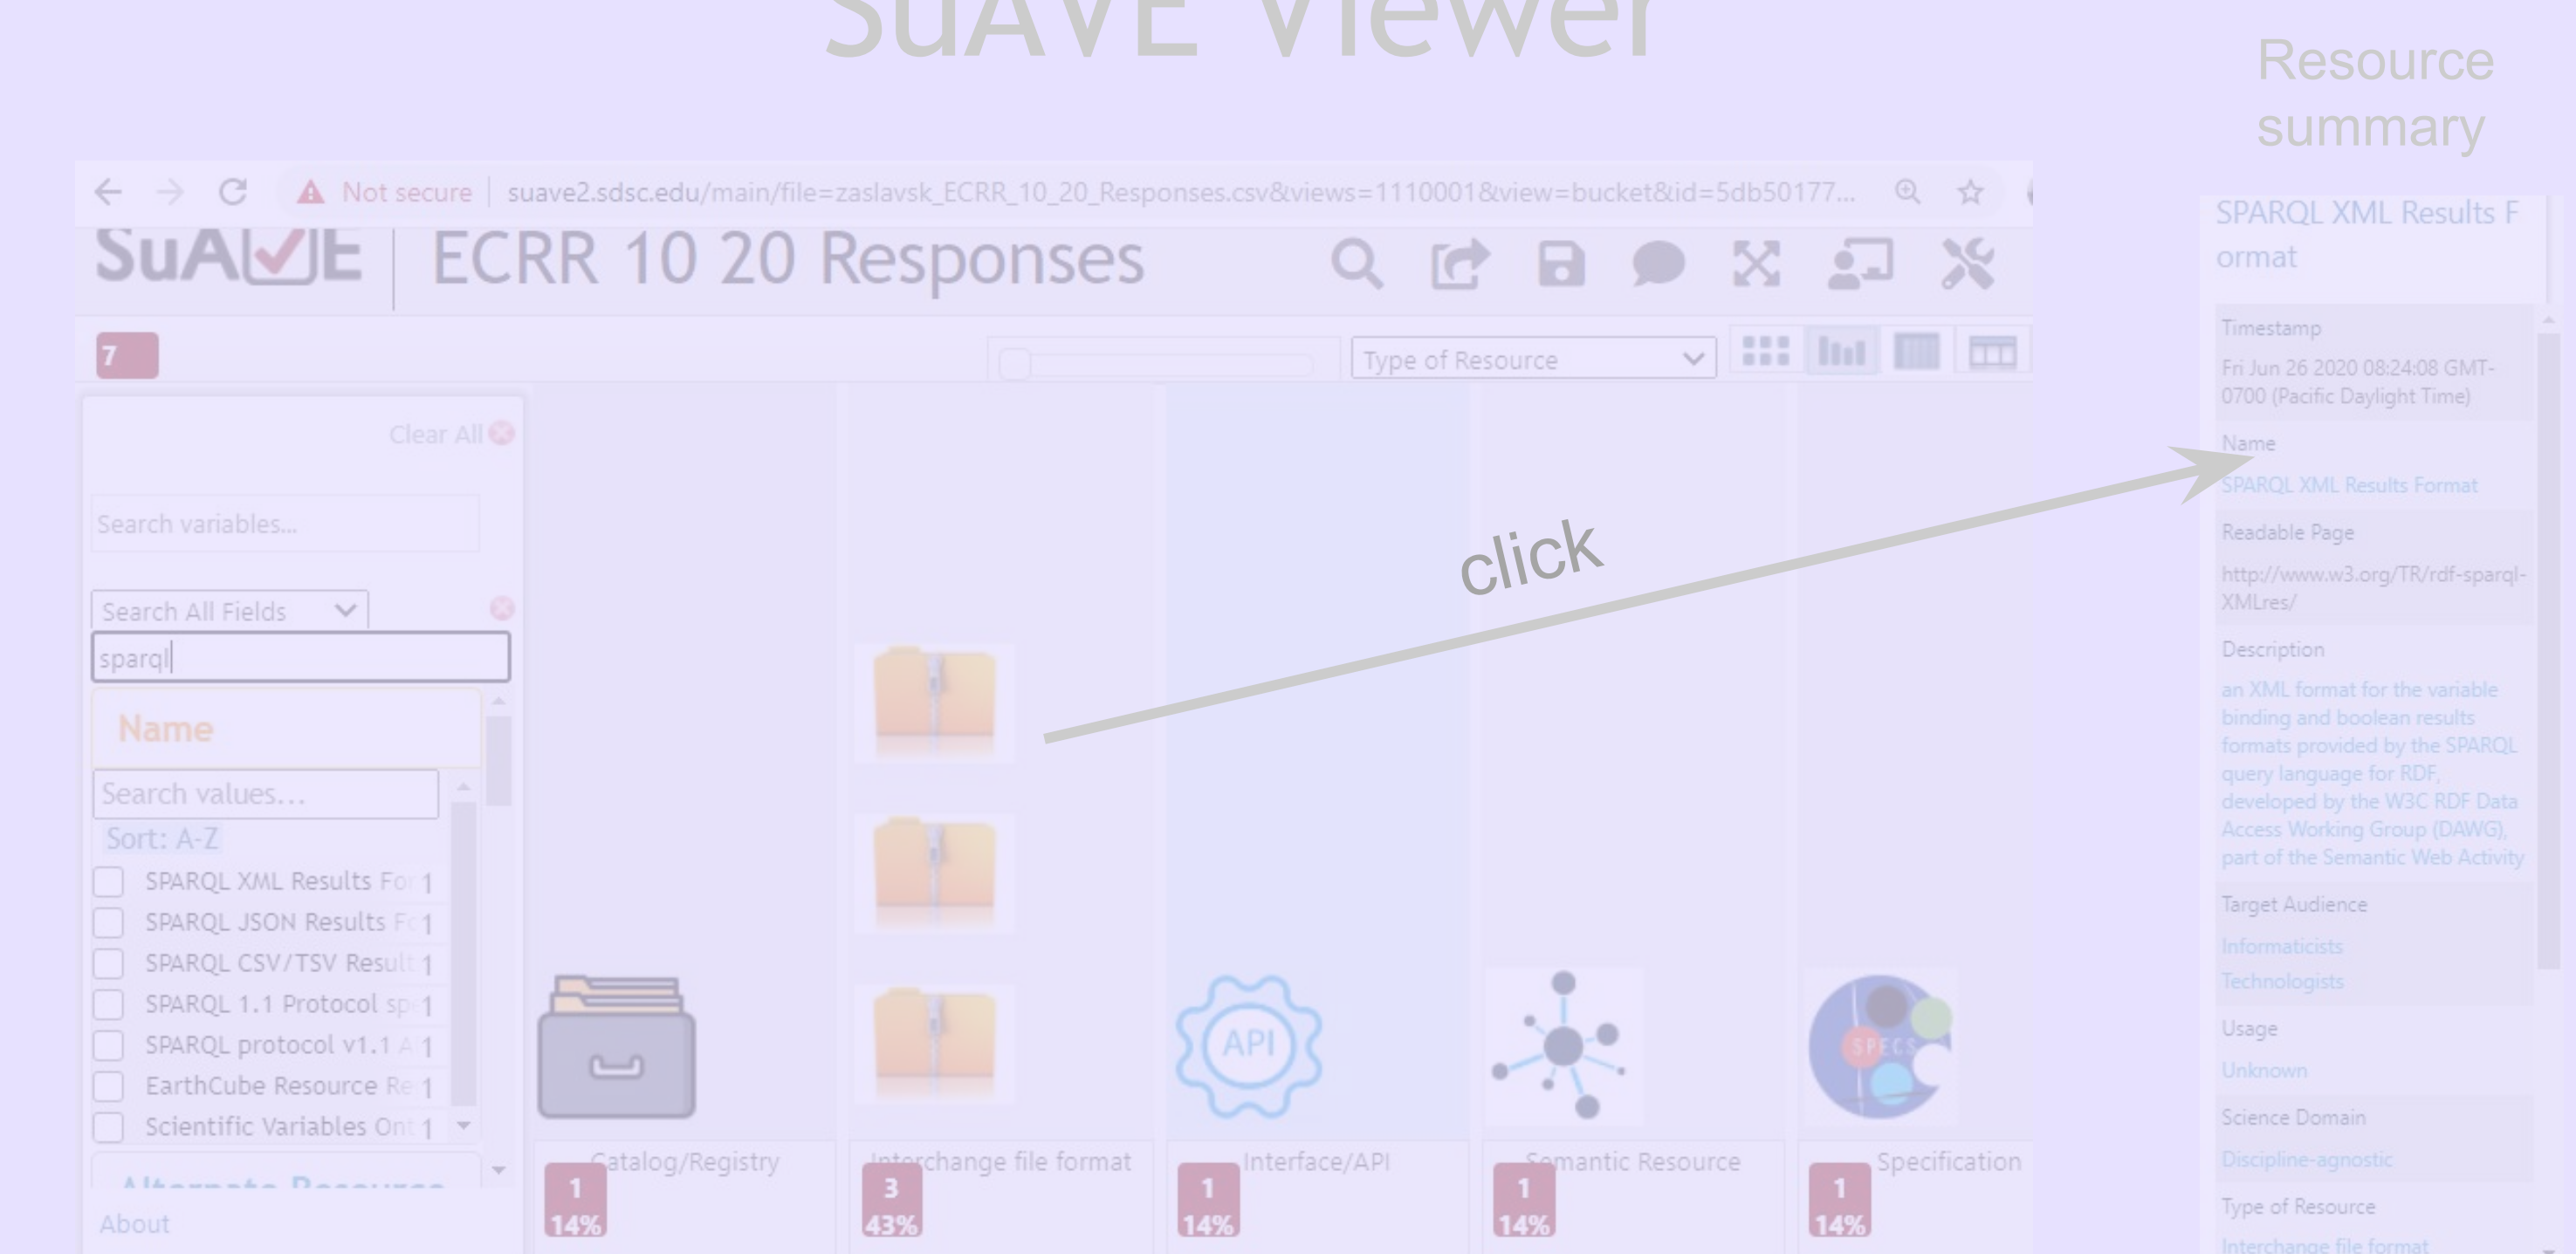 SuAVE Viewer
Resource
summary
Not secure
suave2.sdsc.edu/main/file=zaslavsk_ECRR_10_20_Responses.csv&views=1110001&view=bucket&id=5db50177...
SuAVE
ECRR 10 20 Responses
7
Type of Resource
Clear All
Search variables...
Search All Fields
sparql
Name
Search values...
Sort: A-Z
SPARQL XML Results For 1
SPARQL JSON Results Fo 1
SPARQL CSV/TSV Result 1
SPARQL 1.1 Protocol spe 1
SPARQL protocol v1.1 A 1
EarthCube Resource Re 1
Scientific Variables Ont 1
Alternate Resource
About
click
API
SPECS
Catalog/Registry
1
14%
Interchange file format
3
43%
Interface/API
1
14%
Semantic Resource
1
14%
Specification
1
14%
SPARQL XML Results F
ormat
Timestamp
Fri Jun 26 2020 08:24:08 GMT-
0700 (Pacific Daylight Time)
Name
SPARQL XML Results Format
Readable Page
http://www.w3.org/TR/rdf-sparql-
XMLres/
Description
an XML format for the variable
binding and boolean results
formats provided by the SPARQL
query language for RDF,
developed by the W3C RDF Data
Access Working Group (DAWG),
part of the Semantic Web Activity
Target Audience
Informaticists
Technologists
Usage
Unknown
Science Domain
Discipline-agnostic
Type of Resource
Interchange file format